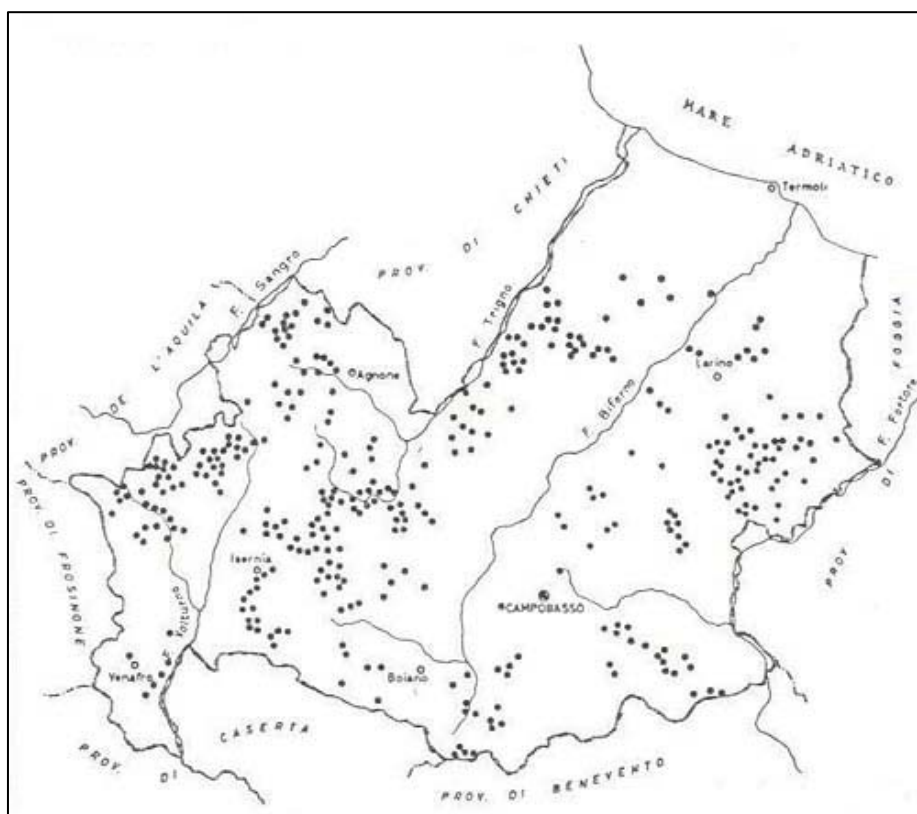 MARE
ADRIATICO
Termoli
PROV. DI CHIETI
F. Sangro
PROV. DE L'AQUILA
F. Trigno
FOGGIA
Agnone
Larino
F. Biferno
F. Fortore
PROV. DI
PROV. DI FROSINONE
Isernia
CAMPOBASSO
F. Volturno
Venafro
Boiano
CASERTA
PROV. DI
PROV. DI BENEVENTO